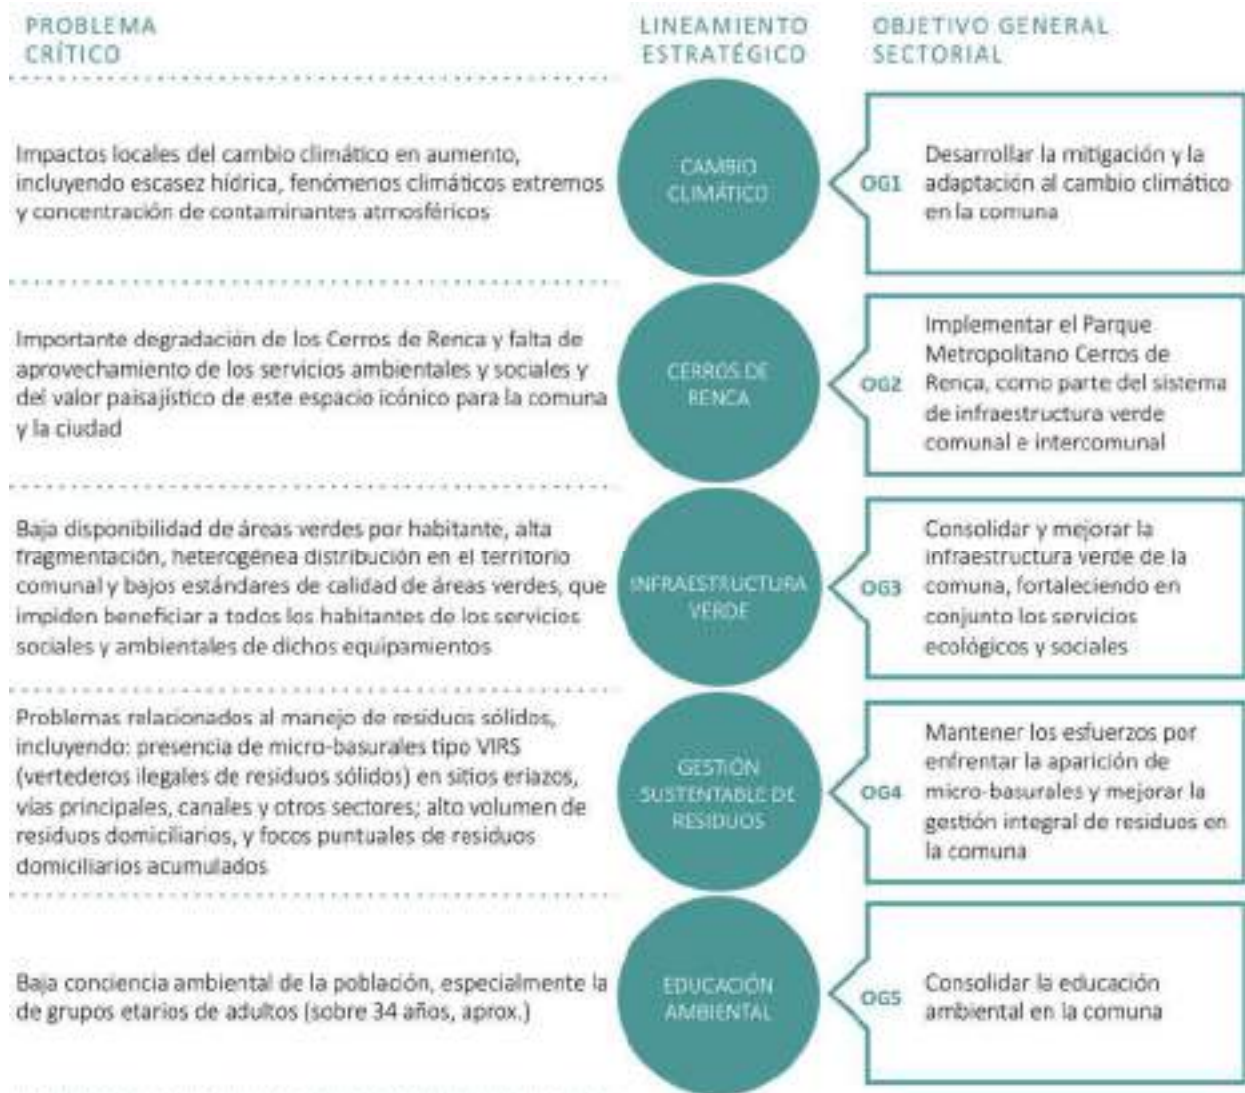 PROBLEMA
CRÍTICO
LINEAMIENTO
ESTRATÉGICO
OBJETIVO GENERAL
SECTORIAL
Impactos locales del cambio climático en aumento,
incluyendo escasez hídrica, fenómenos climáticos extremos
y concentración de contaminantes atmosféricos
CAMBIO
CLIMÁTICO
OG1
Desarrollar la mitigación y la
adaptación al cambio climático
en la comuna
Importante degradación de los Cerros de Renca y falta de
aprovechamiento de los servicios ambientales y sociales y
del valor paisajístico de este espacio icónico para la comuna
y la ciudad
CERROS DE
RENCA
OG2
Implementar el Parque
Metropolitano Cerros de
Renca, como parte del sistema
de infraestructura verde
comunal e intercomunal
Baja disponibilidad de áreas verdes por habitante, alta
fragmentación, heterogénea distribución en el territorio
comunal y bajos estándares de calidad de áreas verdes, que
impiden beneficiar a todos los habitantes de los servicios
sociales y ambientales de dichos equipamientos
INFRAESTRUCTURA
VERDE
OG3
Consolidar y mejorar la
infraestructura verde de la
comuna, fortaleciendo en
conjunto los servicios
ecológicos y sociales
Problemas relacionados al manejo de residuos sólidos,
incluyendo: presencia de micro-basurales tipo VIRS
(vertederos ilegales de residuos sólidos) en sitios eriazos,
vías principales, canales y otros sectores; alto volumen de
residuos domiciliarios, y focos puntuales de residuos
domiciliarios acumulados
GESTIÓN
SUSTENTABLE DE
RESIDUOS
OG4
Mantener los esfuerzos por
enfrentar la aparición de
micro-basurales y mejorar la
gestión integral de residuos en
la comuna
Baja conciencia ambiental de la población, especialmente la
de grupos etarios de adultos (sobre 34 años, aprox.)
EDUCACIÓN
AMBIENTAL
OG5
Consolidar la educación
ambiental en la comuna